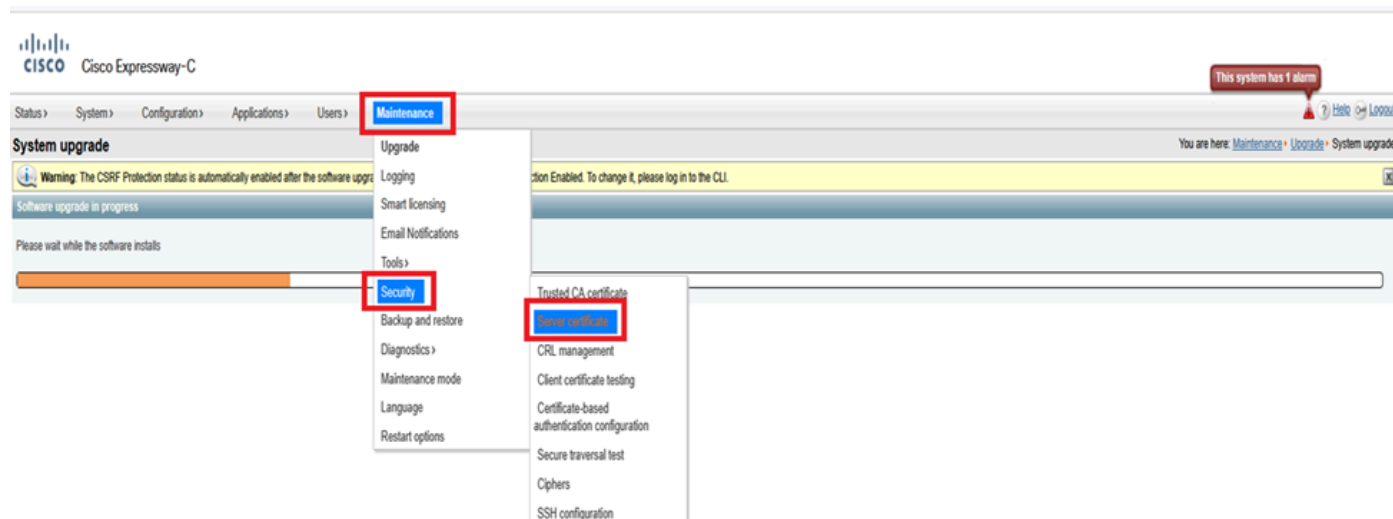 CISCO Cisco Expressway-C
This system has 1 alarm
Status > System > Configuration > Applications > Users > Maintenance
? Help Logou
System upgrade
You are here: Maintenance Upgrade System upgrade
i Warning: The CSRF Protection status is automatically enabled after the software upgra
tion Enabled. To change it, please log in to the CLI.
X
Software upgrade in progress
Please wait while the software installs
Upgrade
Logging
Smart licensing
Email Notifications
Tools >
Security
Backup and restore
Diagnostics >
Maintenance mode
Language
Restart options
Trusted CA certificate
Server certificate
CRL management
Client certificate testing
Certificate-based
authentication configuration
Secure traversal test
Ciphers
SSH configuration